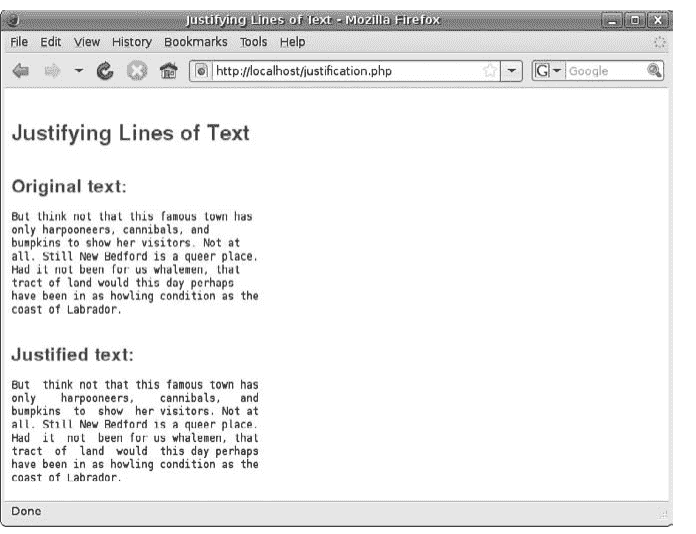 Justifying Lines of Text - Mozilla Firefox
File Edit View History Bookmarks Tools Help
http://localhost/justification.php
G Google
Justifying Lines of Text
Original text:
But think not that this famous town has
only harpooneers, cannibals, and
bumpkins to show her visitors. Not at
all. Still New Bedford is a queer place.
Had it not been for us whalemen, that
tract of land would this day perhaps
have been in as howling condition as the
coast of Labrador.
Justified text:
But think not that this famous town has
only harpooneers, cannibals, and
bumpkins to show her visitors. Not at
all. Still New Bedford is a queer place.
Had it not been for us whalemen, that
tract of land would this day perhaps
have been in as howling condition as the
coast of Labrador.
Done